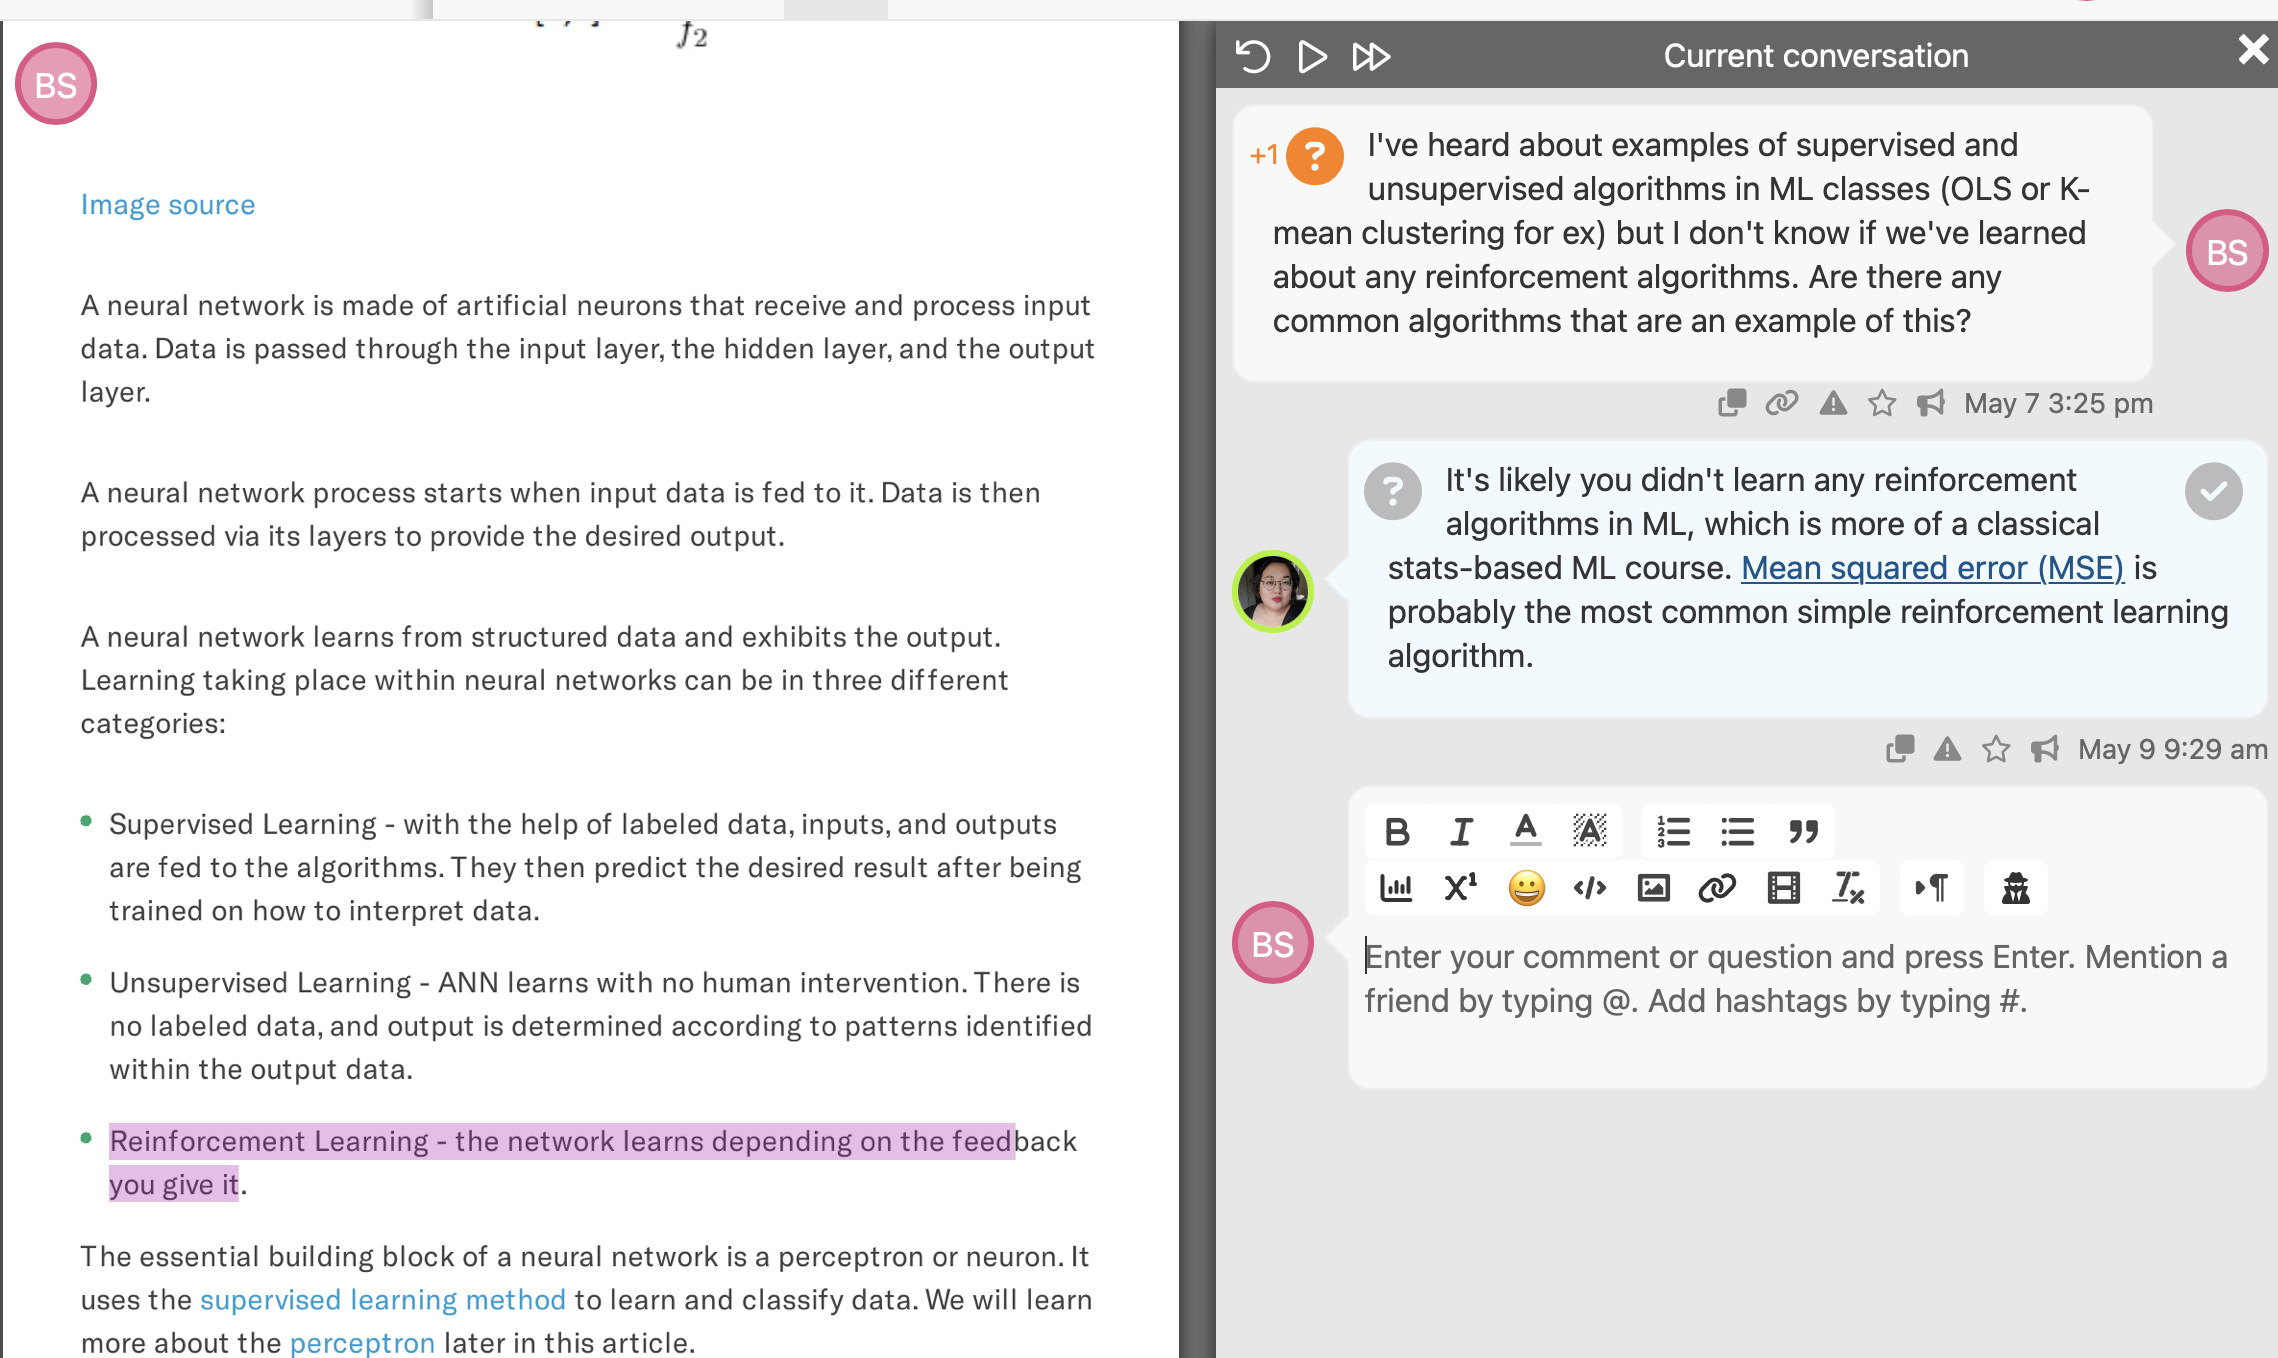 f2
BS
Image source
A neural network is made of artificial neurons that receive and process input
data. Data is passed through the input layer, the hidden layer, and the output
layer.
A neural network process starts when input data is fed to it. Data is then
processed via its layers to provide the desired output.
A neural network learns from structured data and exhibits the output.
Learning taking place within neural networks can be in three different
categories:
Supervised Learning - with the help of labeled data, inputs, and outputs
are fed to the algorithms. They then predict the desired result after being
trained on how to interpret data.
Unsupervised Learning - ANN learns with no human intervention. There is
no labeled data, and output is determined according to patterns identified
within the output data.
Reinforcement Learning - the network learns depending on the feedback
you give it.
The essential building block of a neural network is a perceptron or neuron. It
uses the supervised learning method to learn and classify data. We will learn
more about the perceptron later in this article.
Current conversation
+1 ? I've heard about examples of supervised and
unsupervised algorithms in ML classes (OLS or K-
mean clustering for ex) but I don't know if we've learned
about any reinforcement algorithms. Are there any
common algorithms that are an example of this?
BS
May 7 3:25 pm
? It's likely you didn't learn any reinforcement
algorithms in ML, which is more of a classical
stats-based ML course. Mean squared error (MSE) is
probably the most common simple reinforcement learning
algorithm.
May 9 9:29 am
B I A A
X¹ </>
BS
Enter your comment or question and press Enter. Mention a
friend by typing @. Add hashtags by typing #.